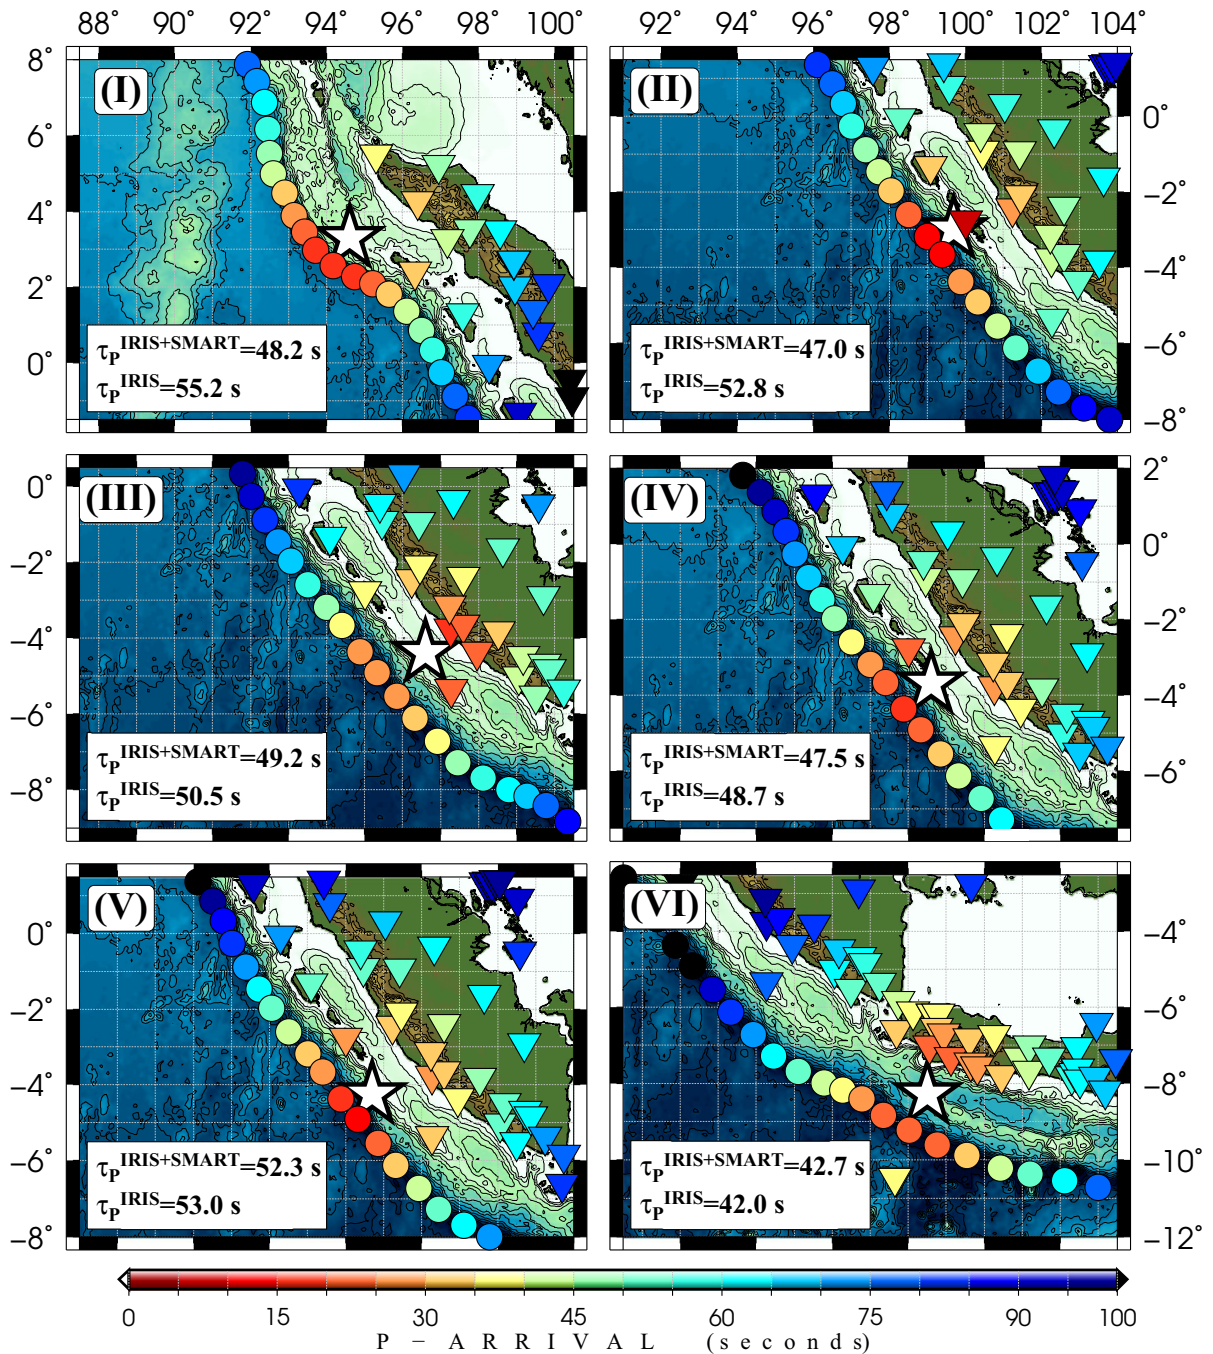 88° 90° 92° 94° 96° 98° 100°
92° 94° 96° 98° 100° 102° 104°
8°
6°
4°
2°
0°
(I)
τP^IRIS+SMART=48.2 s
τP^IRIS=55.2 s
(II)
0°
−2°
−4°
−6°
−8°
τP^IRIS+SMART=47.0 s
τP^IRIS=52.8 s
0°
−2°
−4°
−6°
−8°
(III)
τP^IRIS+SMART=49.2 s
τP^IRIS=50.5 s
(IV)
2°
0°
−2°
−4°
−6°
τP^IRIS+SMART=47.5 s
τP^IRIS=48.7 s
0°
−2°
−4°
−6°
−8°
(V)
τP^IRIS+SMART=52.3 s
τP^IRIS=53.0 s
(VI)
−4°
−6°
−8°
−10°
−12°
τP^IRIS+SMART=42.7 s
τP^IRIS=42.0 s
0 15 30 45 60 75 90 100
P – ARRIVAL (seconds)